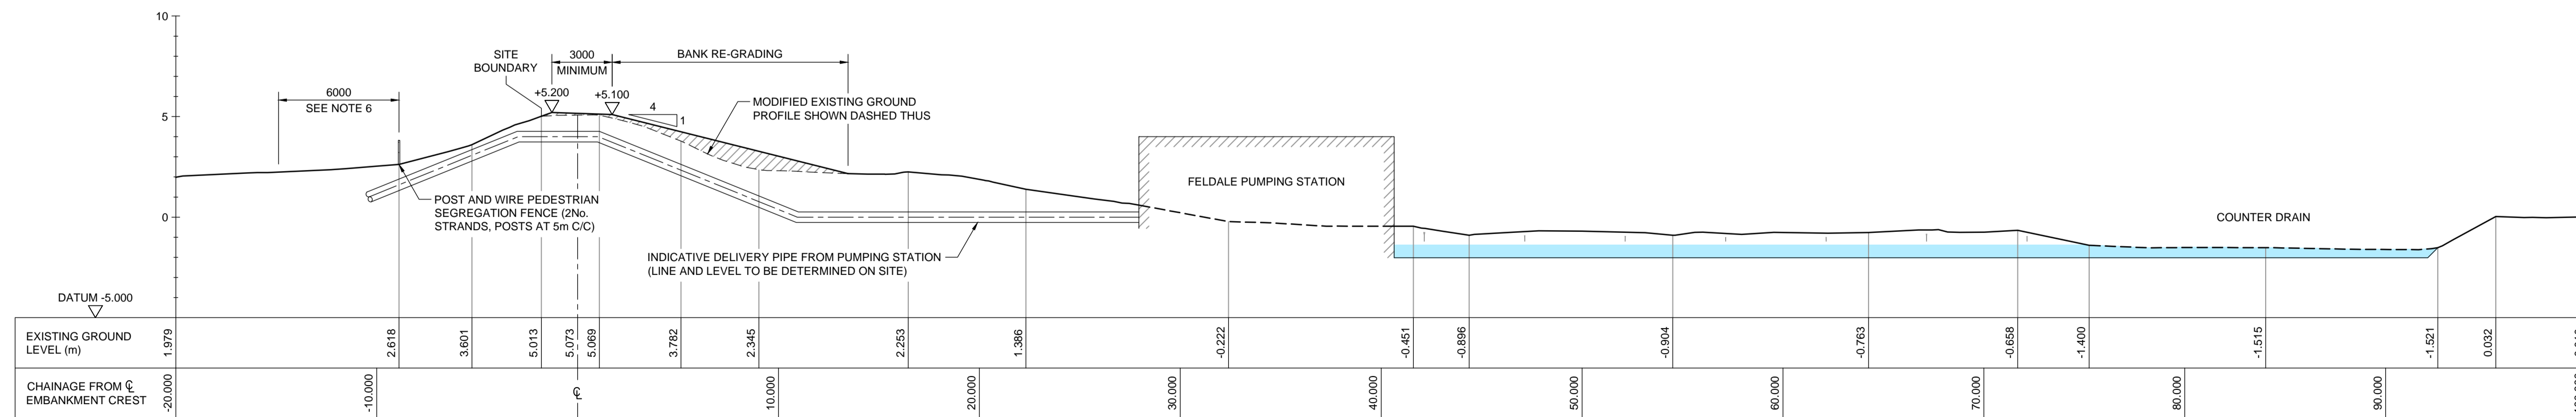 10
5
0
6000
SEE NOTE 6
SITE
BOUNDARY
3000
MINIMUM
BANK RE-GRADING
+5.200
+5.100
4
1
MODIFIED EXISTING GROUND
PROFILE SHOWN DASHED THUS
POST AND WIRE PEDESTRIAN
SEGREGATION FENCE (2No.
STRANDS, POSTS AT 5m C/C)
INDICATIVE DELIVERY PIPE FROM PUMPING STATION
(LINE AND LEVEL TO BE DETERMINED ON SITE)
FELDALE PUMPING STATION
COUNTER DRAIN
DATUM -5.000
EXISTING GROUND
LEVEL (m)
1.979
2.618
3.601
5.013
5.073
5.069
3.782
2.345
2.253
1.386
-0.222
-0.451
-0.896
-0.904
-0.763
-0.658
-1.400
-1.515
-1.521
0.032
CHAINAGE FROM ℄
EMBANKMENT CREST
-20.000
-10.000
℄
10.000
20.000
30.000
40.000
50.000
60.000
70.000
80.000
90.000